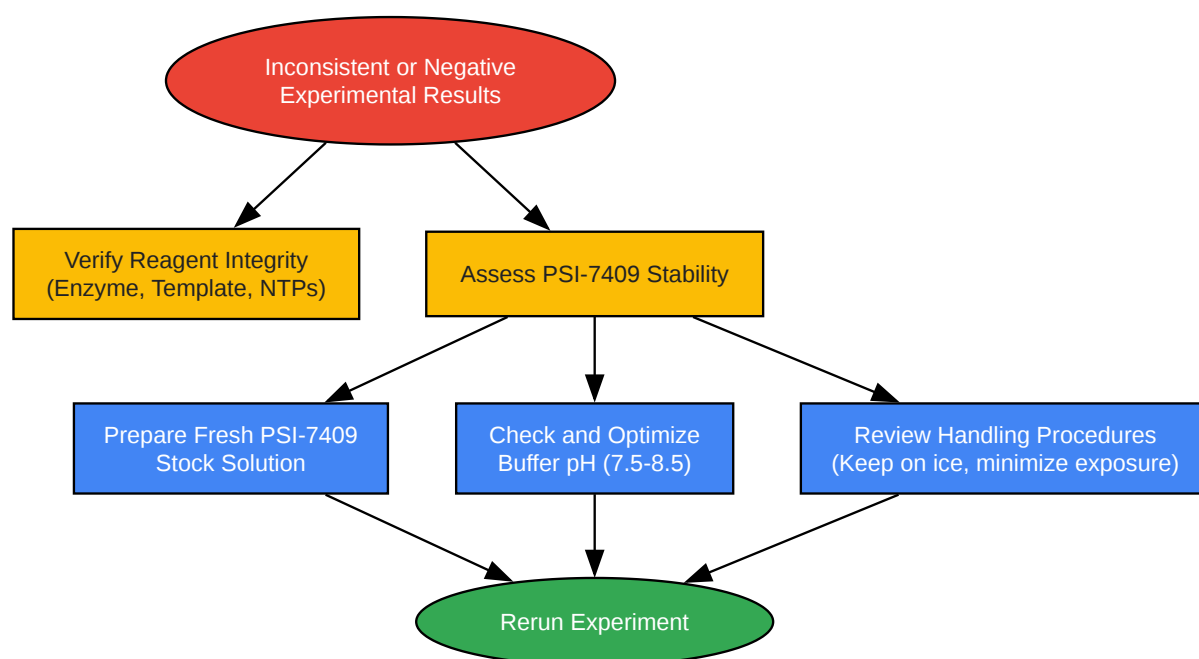 Inconsistent or Negative
Experimental Results
Verify Reagent Integrity
(Enzyme, Template, NTPs)
Assess PSI-7409 Stability
Prepare Fresh PSI-7409
Stock Solution
Check and Optimize
Buffer pH (7.5-8.5)
Review Handling Procedures
(Keep on ice, minimize exposure)
Rerun Experiment